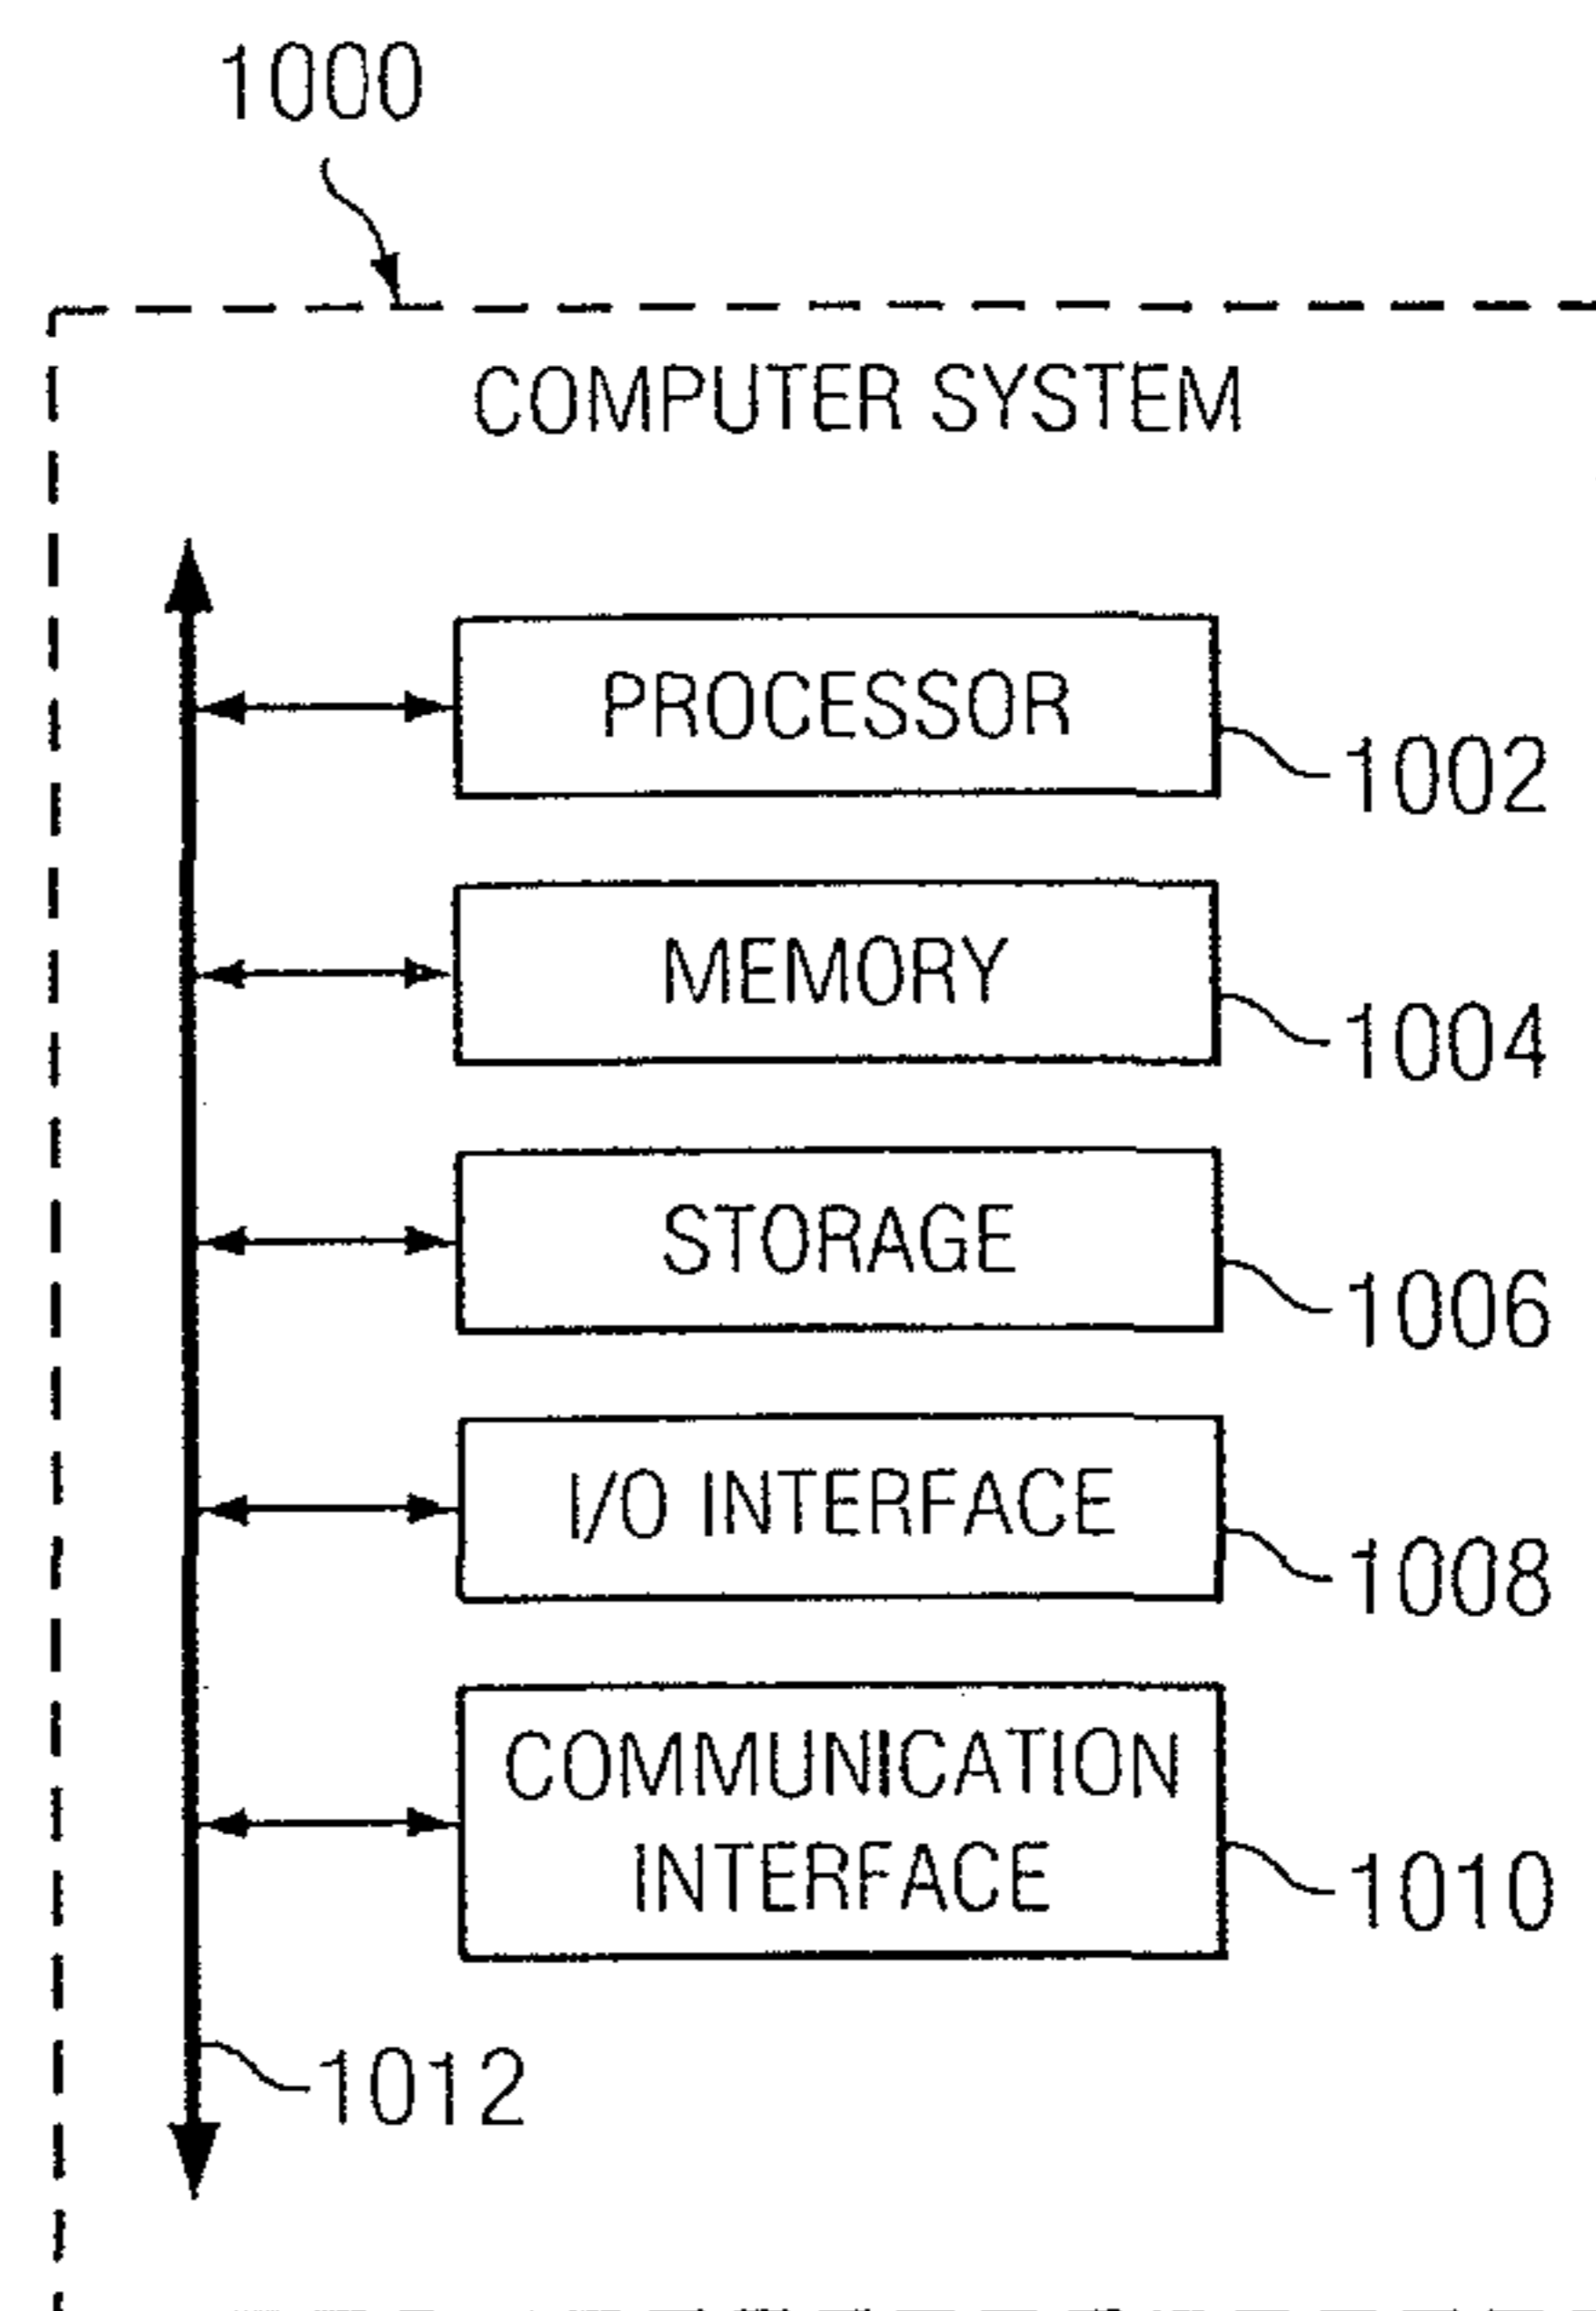 1000
COMPUTER SYSTEM
PROCESSOR
1002
MEMORY
1004
STORAGE
1006
I/O INTERFACE
1008
COMMUNICATION
INTERFACE
1010
1012